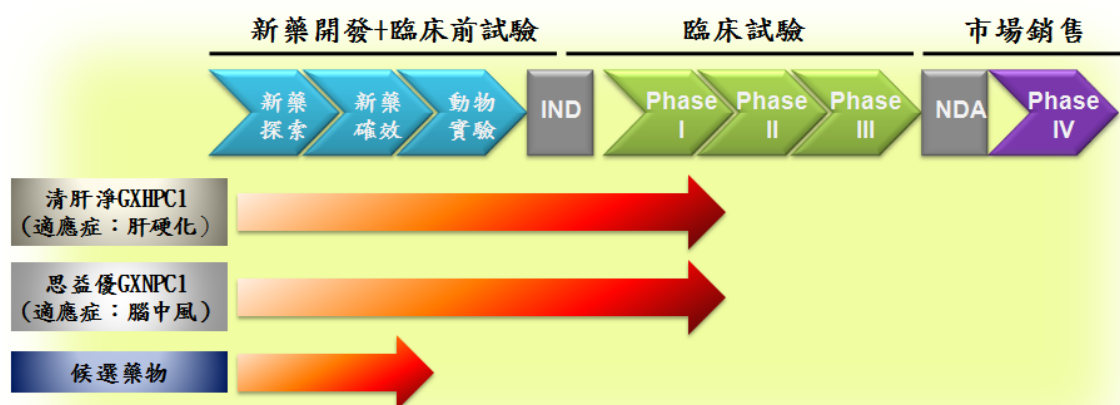 新藥開發+臨床前試驗
臨床試驗
市場銷售
新藥
探索
新藥
確效
動物
實驗
IND
Phase
I
Phase
II
Phase
III
NDA
Phase
IV
清肝淨GXHPC1
(適應症：肝硬化)
思益優GXNPC1
(適應症：腦中風)
候選藥物